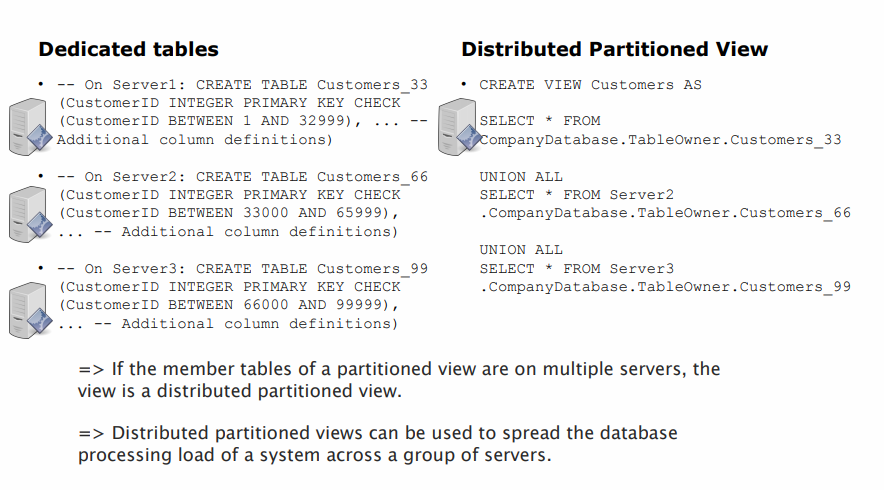 Dedicated tables
• -- On Server1: CREATE TABLE Customers_33
(CustomerID INTEGER PRIMARY KEY CHECK
(CustomerID BETWEEN 1 AND 32999), ... --
Additional column definitions)
• -- On Server2: CREATE TABLE Customers_66
(CustomerID INTEGER PRIMARY KEY CHECK
(CustomerID BETWEEN 33000 AND 65999),
... -- Additional column definitions)
• -- On Server3: CREATE TABLE Customers_99
(CustomerID INTEGER PRIMARY KEY CHECK
(CustomerID BETWEEN 66000 AND 99999),
... -- Additional column definitions)
Distributed Partitioned View
• CREATE VIEW Customers AS
SELECT * FROM
CompanyDatabase.TableOwner.Customers_33
UNION ALL
SELECT * FROM Server2
.CompanyDatabase.TableOwner.Customers_66
UNION ALL
SELECT * FROM Server3
.CompanyDatabase.TableOwner.Customers_99
=> If the member tables of a partitioned view are on multiple servers, the
view is a distributed partitioned view.
=> Distributed partitioned views can be used to spread the database
processing load of a system across a group of servers.